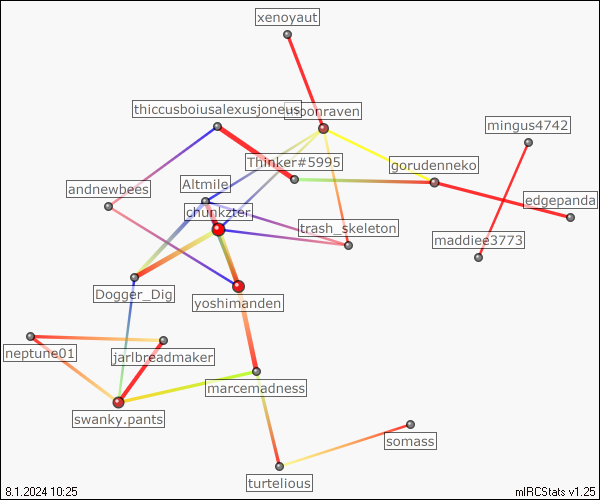 xenoyaut
thiccusboiusalexusjoneus
moonraven
mingus4742
Thinker#5995
gorudenneko
Altmile
andnewbees
edgepanda
chunkzter
trash_skeleton
maddiee3773
Dogger_Dig
yoshimanden
neptune01
jarlbreadmaker
marcemadness
swanky.pants
somass
turtelious
8.1.2024 10:25
mIRCStats v1.25